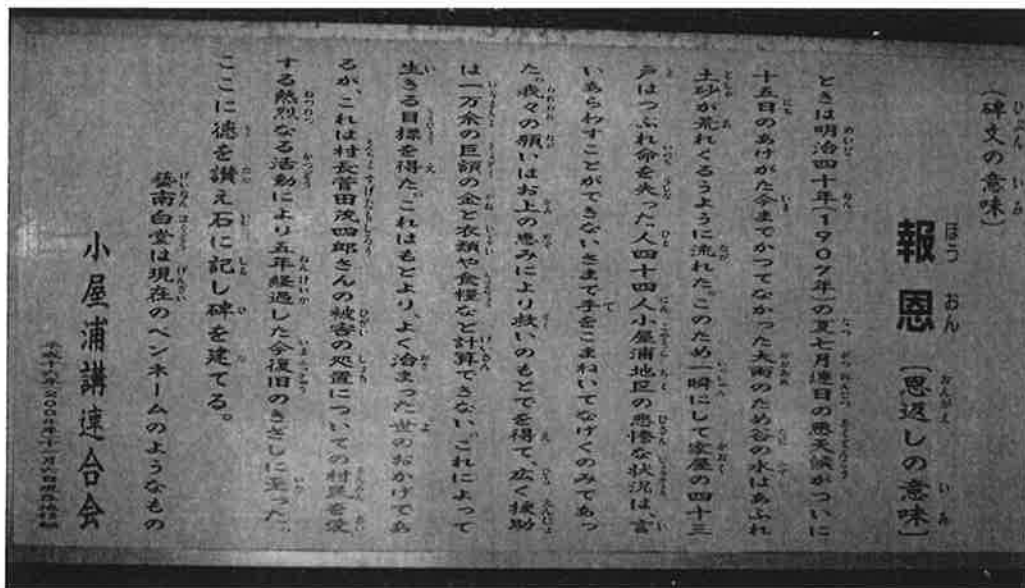 (碑文の意味)
報恩 [恩返しの意味]
ときは明治四十年(1907年)の夏七月連日の悪天候がついに
十五日のあけがた今までかつてなかった大雨のため谷の水はあふれ
土砂が荒れくるうように流れた。このため一瞬にして家屋の四十三
戸はつぶれ命を失った。人四十四人小屋浦地区の悲惨な状況は、言
いあらわすことができないさまで手をこまねいてなげくのみであっ
た。我々の願いはお上の恵みにより救いのもとでを得て、広く援助
は一万余の巨額の金と衣類や食糧など計算できない。これによって
生きる目標を得た。これはもとより、よく治まった世のおかげであ
るが、これは村長菅田茂四郎さんの被害の処置についての村民を愛
する熱烈なる活動により五年経過した今復旧のきざしに至った。
ここに徳を讃え石に記し碑を建てる。
藝南白堂は現在のペンネームのようなもの
小屋浦講連合会